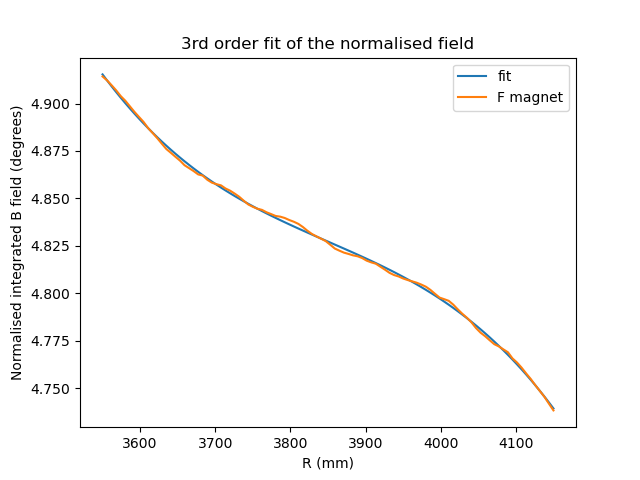 3rd order fit of the normalised field
fit
F magnet
Normalised integrated B field (degrees)
4.900
4.875
4.850
4.825
4.800
4.775
4.750
3600 3700 3800 3900 4000 4100
R (mm)